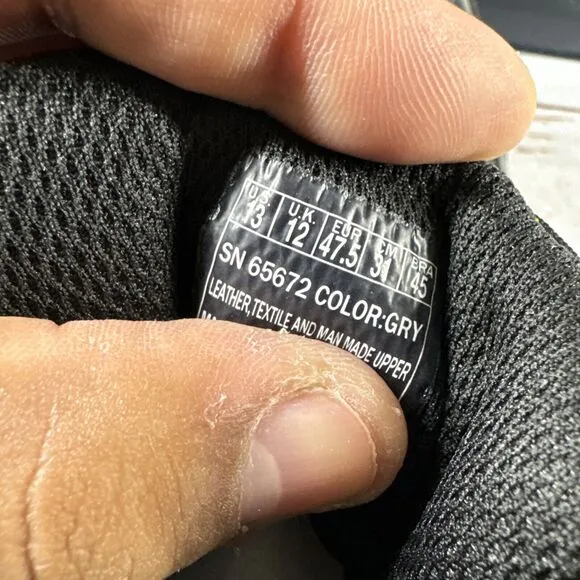 U.S. U.K. EUR CM BRA
13 12 47.5 31 45
SN 65672 COLOR:GRY
LEATHER,TEXTILE AND MAN MADE UPPER